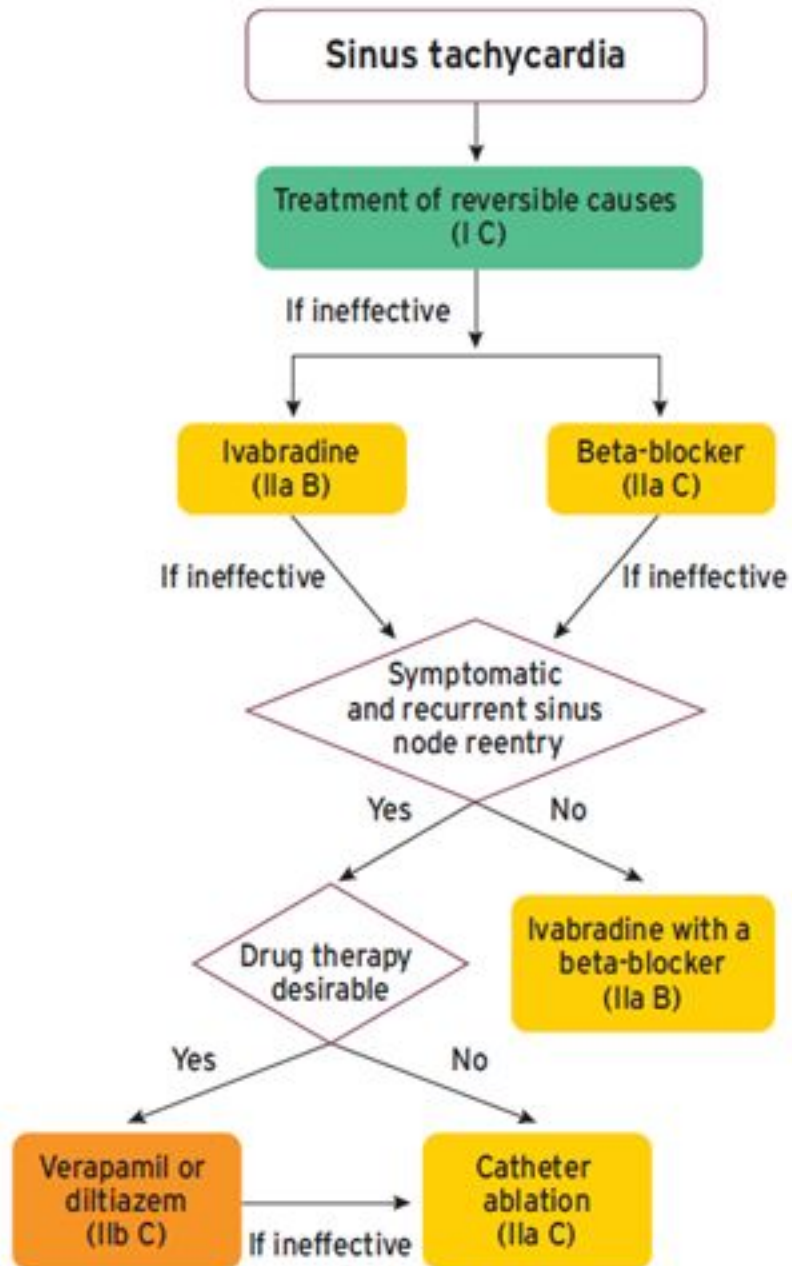 Sinus tachycardia
Treatment of reversible causes
(I C)
If ineffective
Ivabradine
(IIa B)
Beta-blocker
(IIa C)
If ineffective
If ineffective
Symptomatic
and recurrent sinus
node reentry
Yes
No
Drug therapy
desirable
Ivabradine with a
beta-blocker
(IIa B)
Yes
No
Verapamil or
diltiazem
(IIb C)
If ineffective
Catheter
ablation
(IIa C)